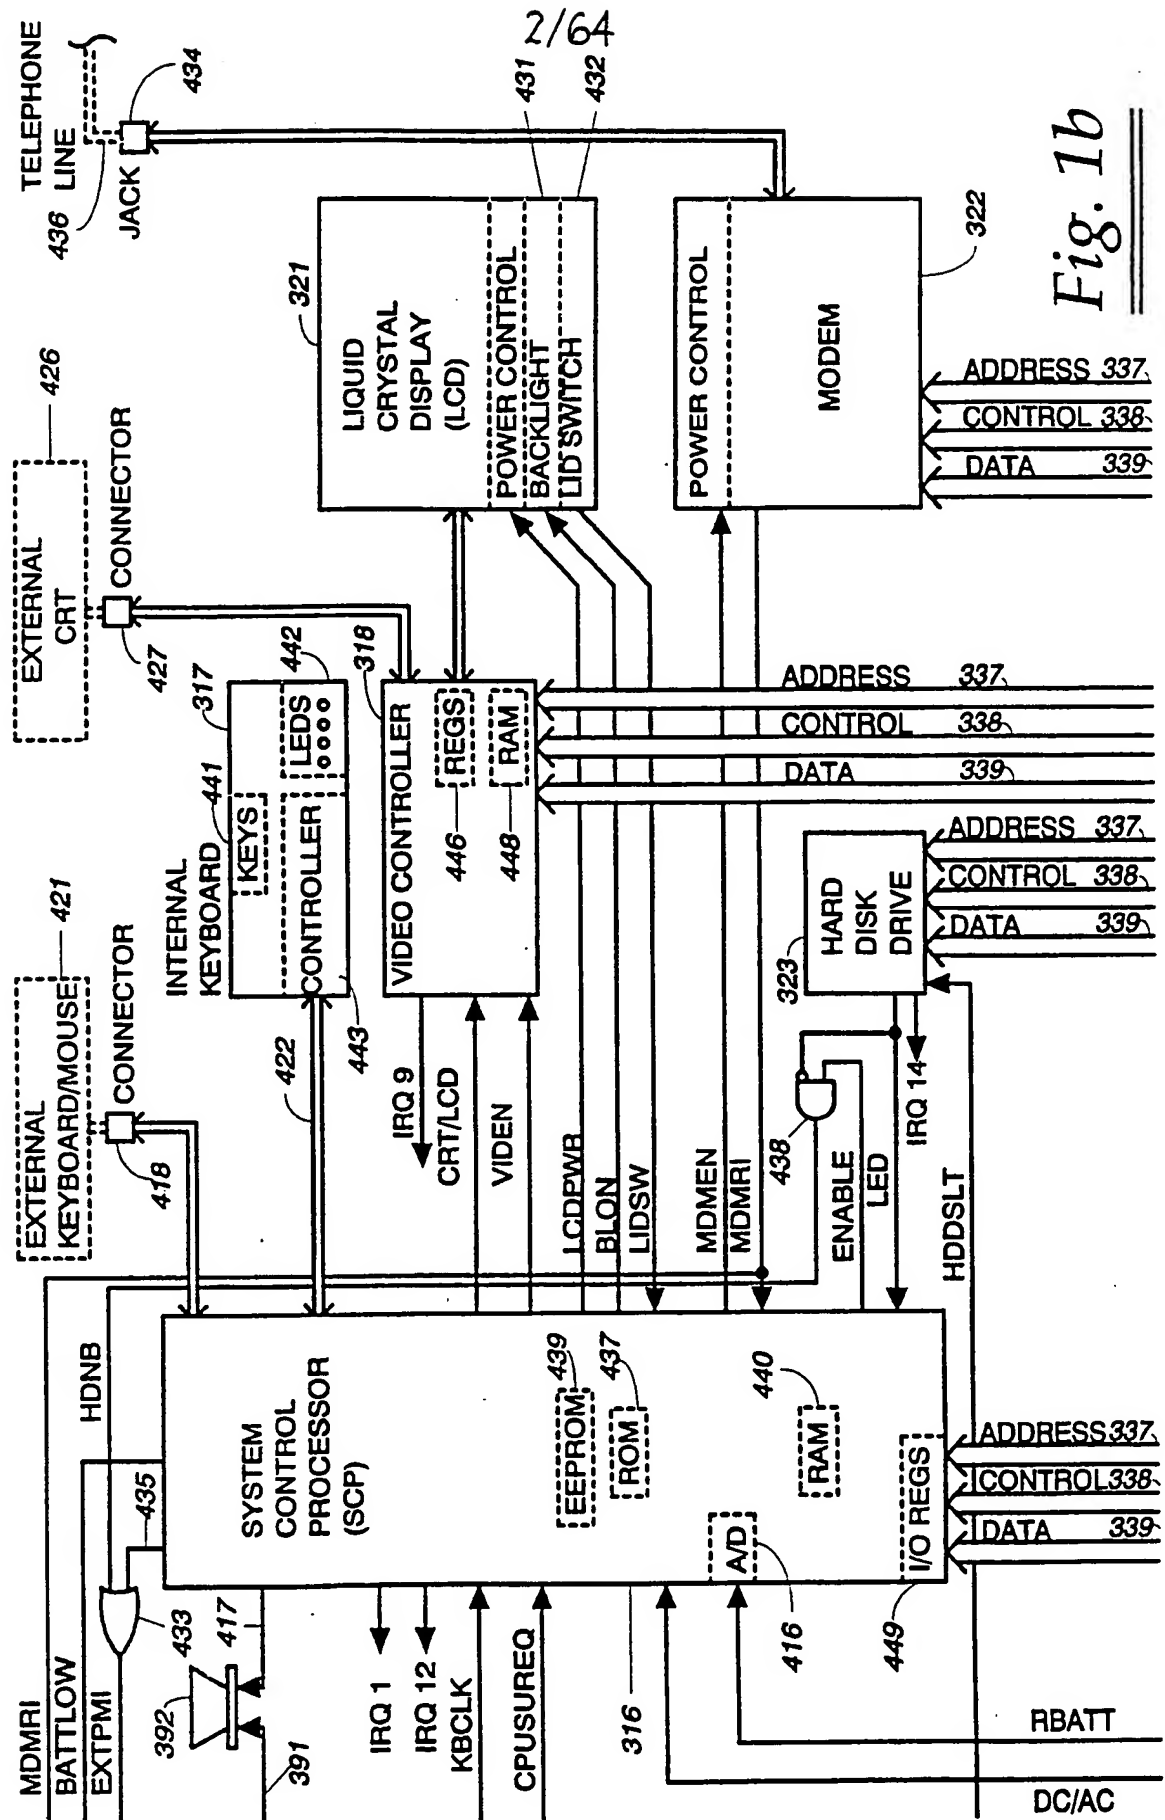 2/64
TELEPHONE
LINE
436
JACK
434
EXTERNAL
CRT
426
CONNECTOR
427
EXTERNAL
KEYBOARD/MOUSE
421
CONNECTOR
418
INTERNAL
KEYBOARD
441
317
KEYS
LEDS
442
CONTROLLER
443
422
VIDEO CONTROLLER
318
REGS
446
RAM
448
LIQUID
CRYSTAL
DISPLAY
(LCD)
321
POWER CONTROL
BACKLIGHT
LID SWITCH
431
432
POWER CONTROL
MODEM
322
ADDRESS 337
CONTROL 338
DATA 339
IRQ 9
CRT/LCD
VIDEN
LCDPWR
BLON
LIDSW
MDMEN
MDMRI
ADDRESS 337
CONTROL 338
DATA 339
HARD
DISK
DRIVE
323
ADDRESS 337
CONTROL 338
DATA 339
438
ENABLE
LED
IRQ 14
HDDSLT
MDMRI
BATTLOW
EXTPMI
HDNB
435
433
392
417
391
SYSTEM
CONTROL
PROCESSOR
(SCP)
EEPROM
439
ROM
437
RAM
440
A/D
416
I/O REGS
449
316
IRQ 1
IRQ 12
KBCLK
CPUSUREQ
ADDRESS 337
CONTROL 338
DATA 339
RBATT
DC/AC
Fig. 1b